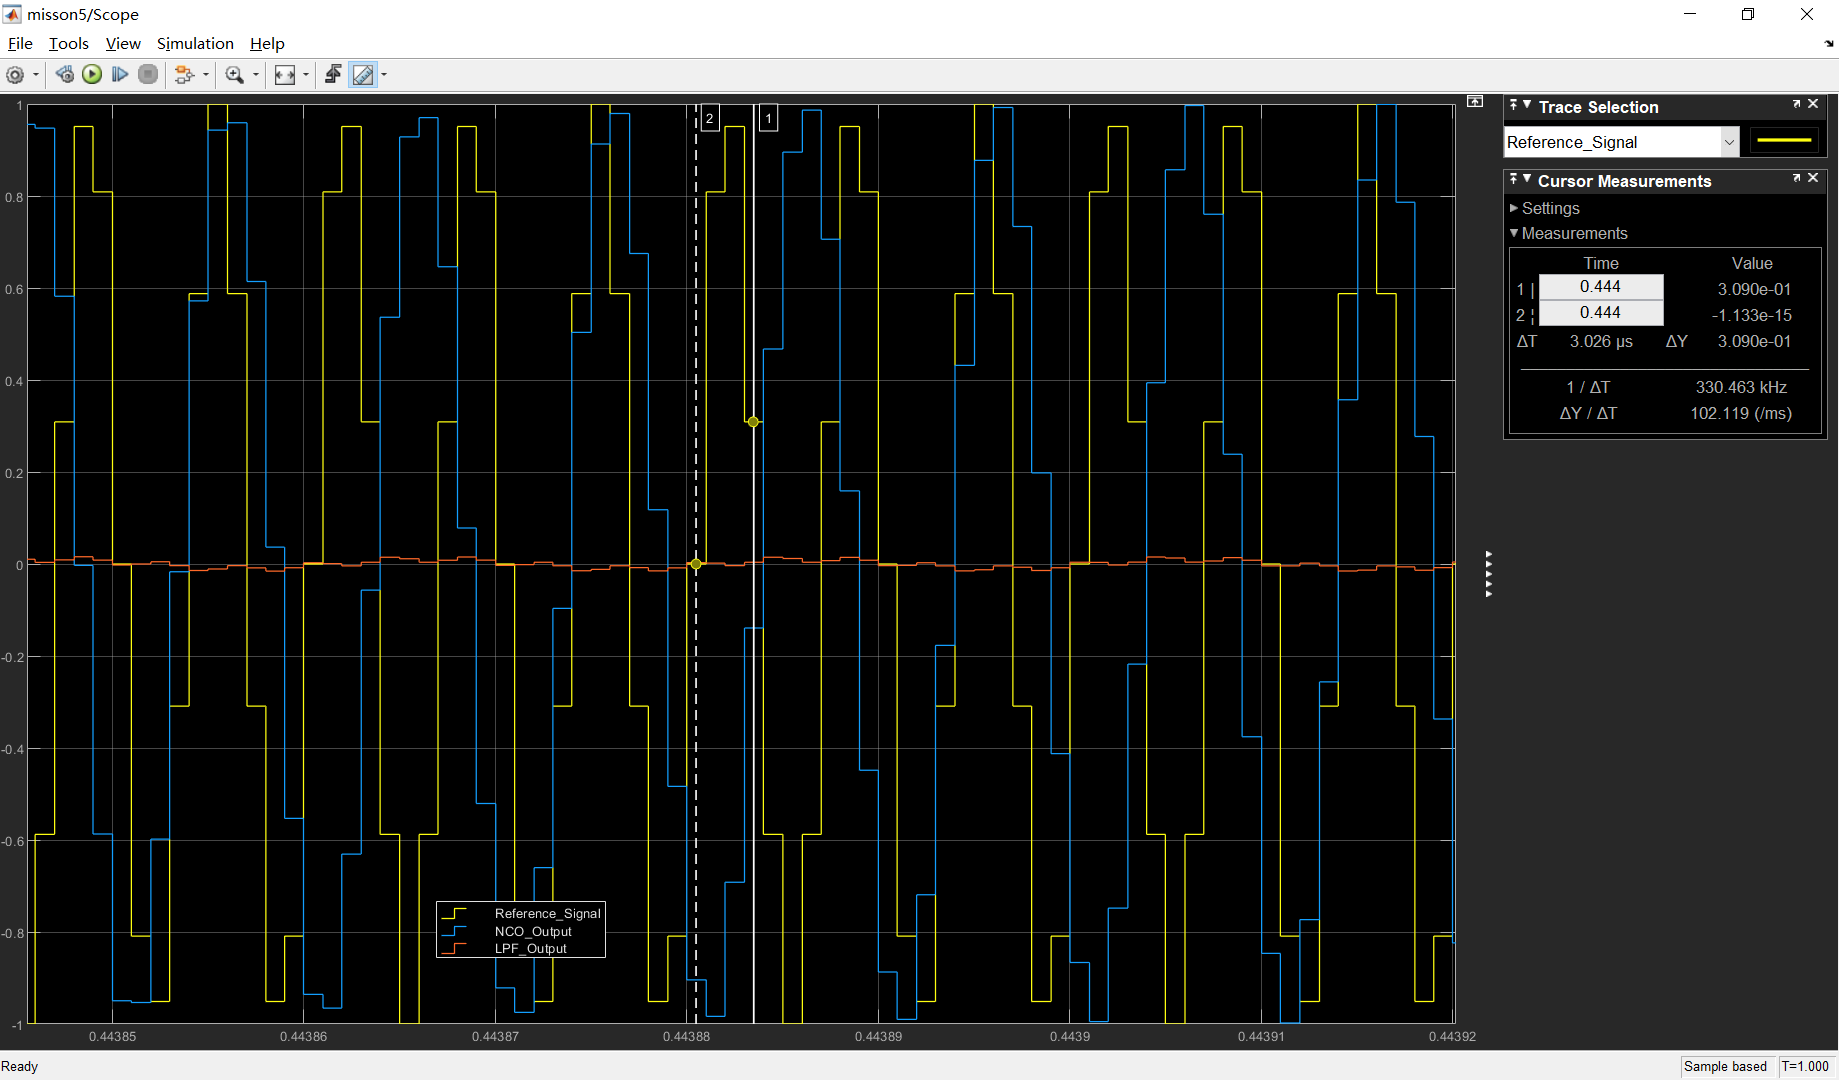 misson5/Scope
File Tools View Simulation Help
Trace Selection
Reference_Signal
Cursor Measurements
Settings
Measurements
Time Value
1 | 0.444 3.090e-01
2 ¦ 0.444 -1.133e-15
ΔT 3.026 µs ΔY 3.090e-01
1 / ΔT 330.463 kHz
ΔY / ΔT 102.119 (/ms)
2 1
1
0.8
0.6
0.4
0.2
0
-0.2
-0.4
-0.6
-0.8
-1
Reference_Signal
NCO_Output
LPF_Output
0.44385 0.44386 0.44387 0.44388 0.44389 0.4439 0.44391 0.44392
Ready Sample based T=1.000